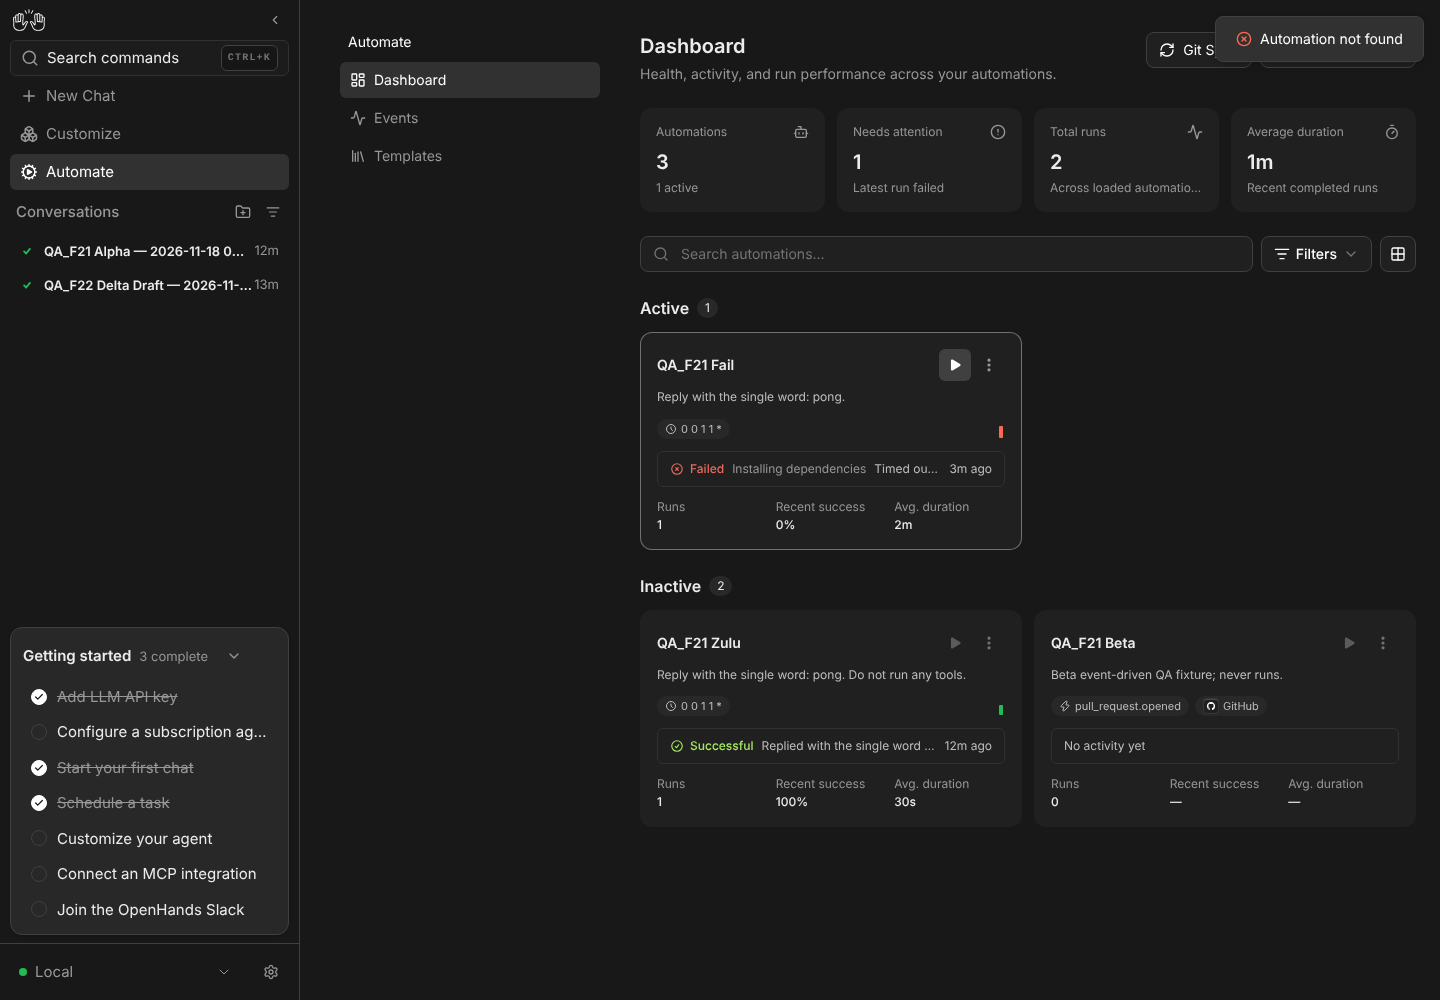 Search commands
CTRL+K
New Chat
Customize
Automate
Conversations
QA_F21 Alpha — 2026-11-18 0... 12m
QA_F22 Delta Draft — 2026-11-... 13m
Getting started 3 complete
Add LLM API key
Configure a subscription ag...
Start your first chat
Schedule a task
Customize your agent
Connect an MCP integration
Join the OpenHands Slack
Local
Automate
Dashboard
Events
Templates
Dashboard
Health, activity, and run performance across your automations.
Git S
Automation not found
Automations
3
1 active
Needs attention
1
Latest run failed
Total runs
2
Across loaded automatio...
Average duration
1m
Recent completed runs
Search automations...
Filters
Active 1
QA_F21 Fail
Reply with the single word: pong.
0 0 1 1 *
Failed Installing dependencies Timed ou... 3m ago
Runs Recent success Avg. duration
1 0% 2m
Inactive 2
QA_F21 Zulu
Reply with the single word: pong. Do not run any tools.
0 0 1 1 *
Successful Replied with the single word ... 12m ago
Runs Recent success Avg. duration
1 100% 30s
QA_F21 Beta
Beta event-driven QA fixture; never runs.
pull_request.opened GitHub
No activity yet
Runs Recent success Avg. duration
0 — —